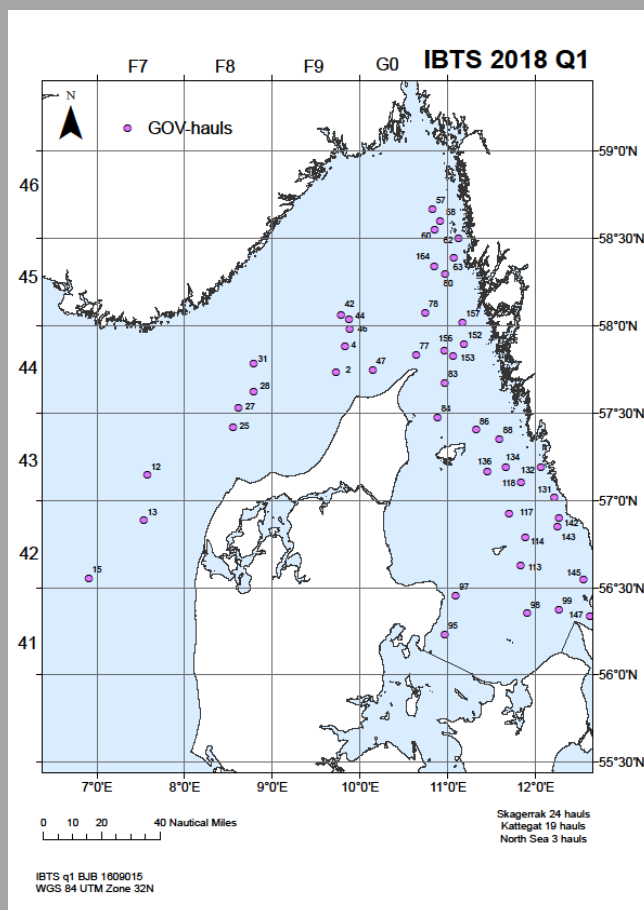 IBTS 2018 Q1
F7 F8 F9 G0
N
GOV-hauls
59°0'N
46
57
58
60
62
58°30'N
45
164
63
80
42
78
44
157
58°0'N
46
156
152
4
77
153
44
31
47
2
83
28
27
57°30'N
84
25
86
88
43
134
136
132
12
118
131
57°0'N
13
117
142
143
114
42
113
15
145
56°30'N
97
99
98
147
41
95
56°0'N
55°30'N
7°0'E 8°0'E 9°0'E 10°0'E 11°0'E 12°0'E
0 10 20 40 Nautical Miles
Skagerrak 24 hauls
Kattegat 19 hauls
North Sea 3 hauls
IBTS q1 BJB 1609015
WGS 84 UTM Zone 32N